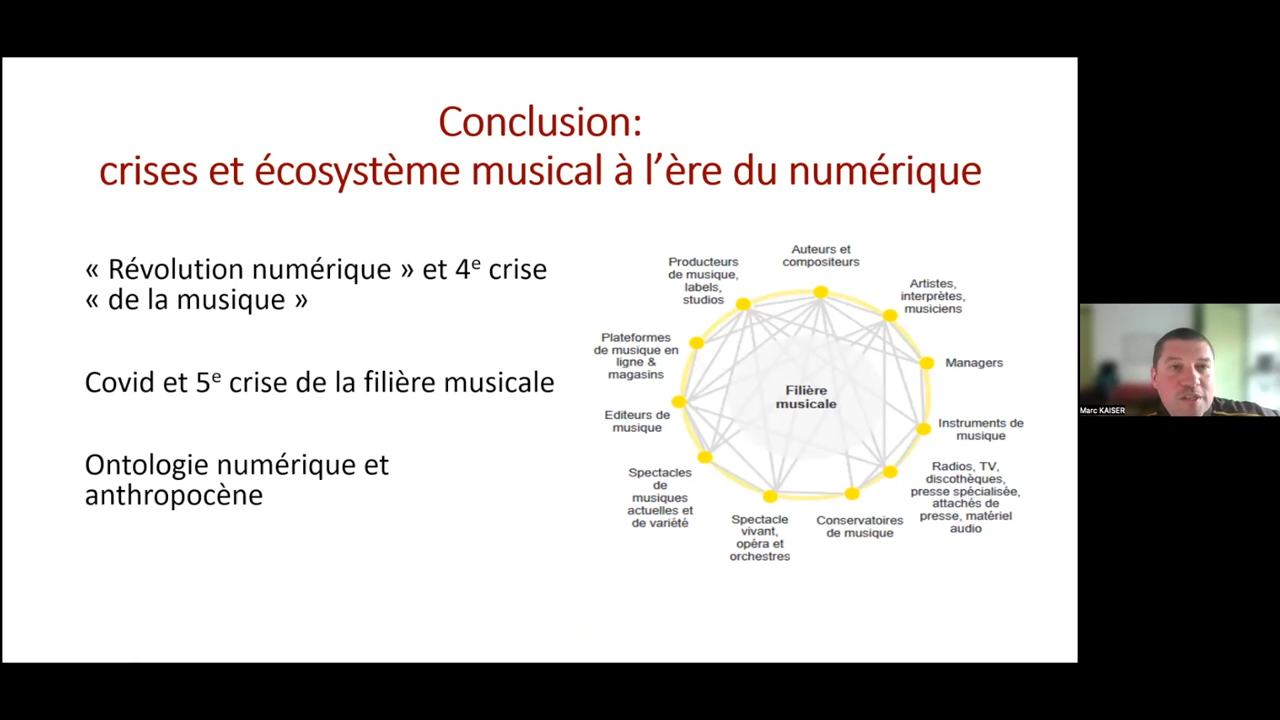 Conclusion:
crises et écosystème musical à l’ère du numérique
« Révolution numérique » et 4e crise
« de la musique »
Covid et 5e crise de la filière musicale
Ontologie numérique et
anthropocène
Auteurs et
compositeurs
Producteurs
de musique,
labels,
studios
Artistes,
interprètes,
musiciens
Plateformes
de musique en
ligne &
magasins
Managers
Filière
musicale
Editeurs de
musique
Instruments de
musique
Spectacles
de
musiques
actuelles et
de variété
Radios, TV,
discothèques,
presse spécialisée,
attachés de
presse, matériel
audio
Spectacle
vivant,
opéra et
orchestres
Conservatoires
de musique
Marc KAISER